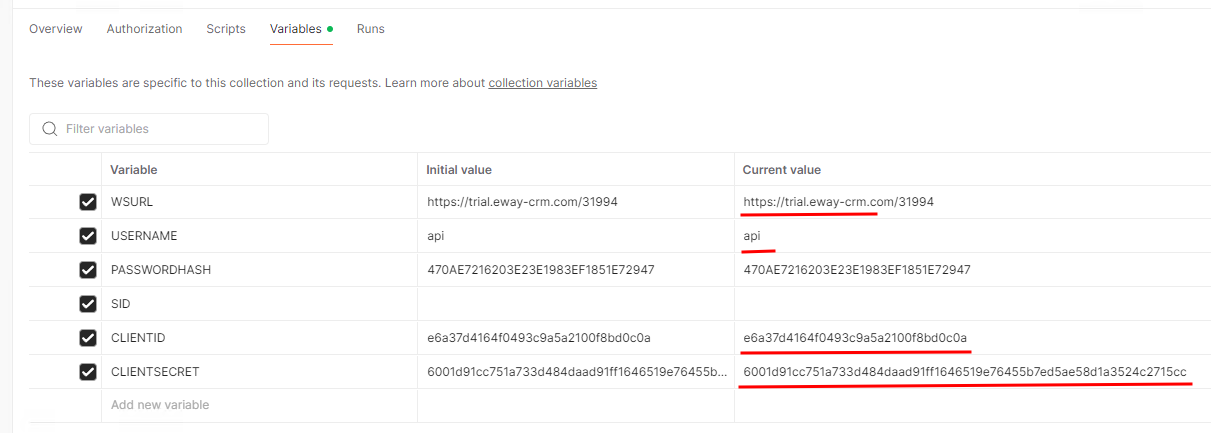 Overview Authorization Scripts Variables Runs
These variables are specific to this collection and its requests. Learn more about collection variables
Filter variables
Variable Initial value Current value
WSURL https://trial.eway-crm.com/31994 https://trial.eway-crm.com/31994
USERNAME api api
PASSWORDHASH 470AE7216203E23E1983EF1851E72947 470AE7216203E23E1983EF1851E72947
SID
CLIENTID e6a37d4164f0493c9a5a2100f8bd0c0a e6a37d4164f0493c9a5a2100f8bd0c0a
CLIENTSECRET 6001d91cc751a733d484daad91ff1646519e76455b... 6001d91cc751a733d484daad91ff1646519e76455b7ed5ae58d1a3524c2715cc
Add new variable